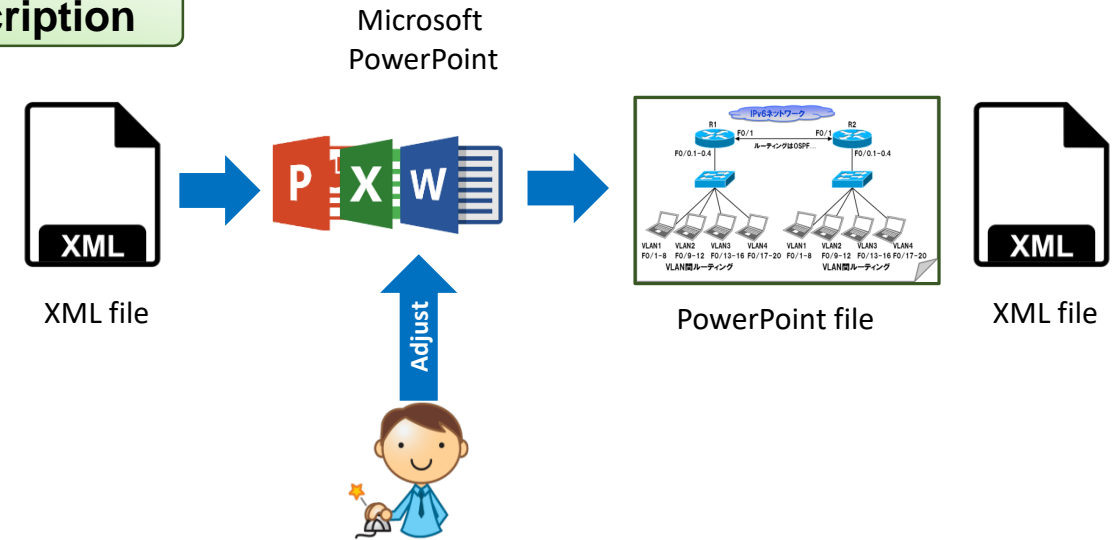 cription
Microsoft
PowerPoint
XML
XML file
P X W
Adjust
IPv6ネットワーク
R1
R2
F0/1
F0/1
ルーティングはOSPF...
F0/0.1-0.4
F0/0.1-0.4
VLAN1 VLAN2 VLAN3 VLAN4 VLAN1 VLAN2 VLAN3 VLAN4
F0/1-8 F0/9-12 F0/13-16 F0/17-20 F0/1-8 F0/9-12 F0/13-16 F0/17-20
VLAN間ルーティング VLAN間ルーティング
PowerPoint file
XML
XML file